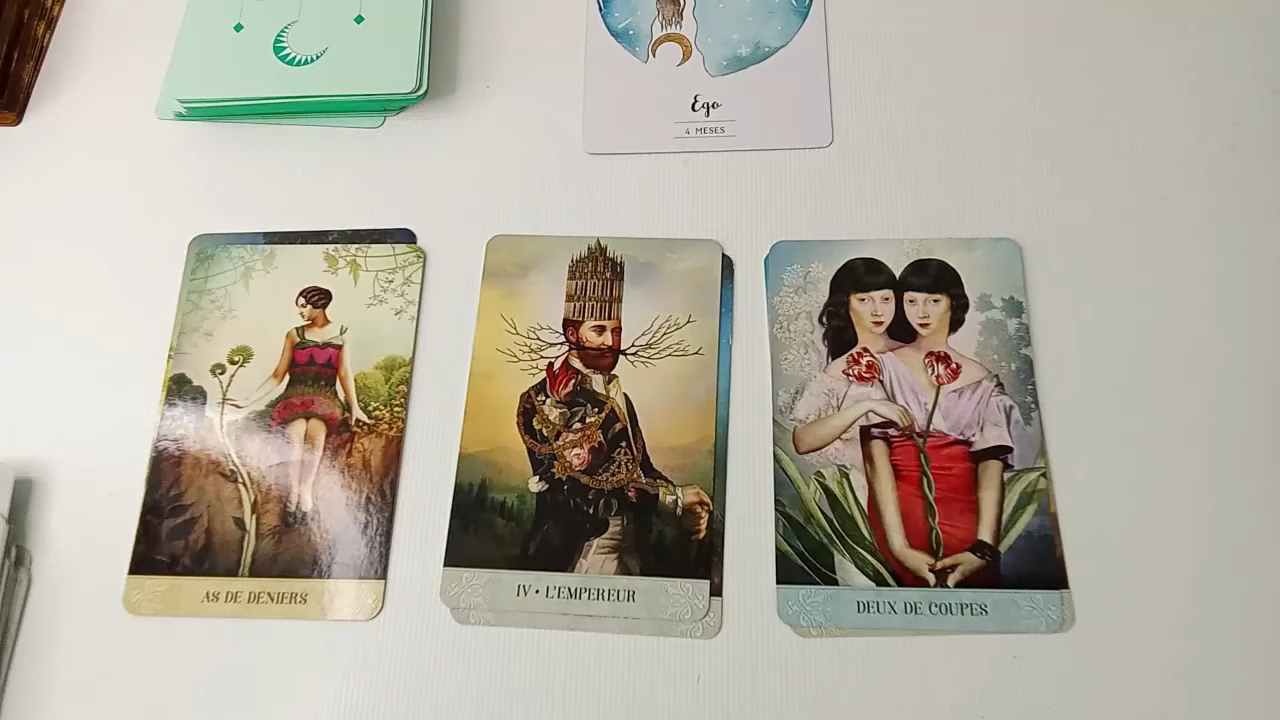 Ego
4 MESES
AS DE DENIERS
IV • L'EMPEREUR
DEUX DE COUPES